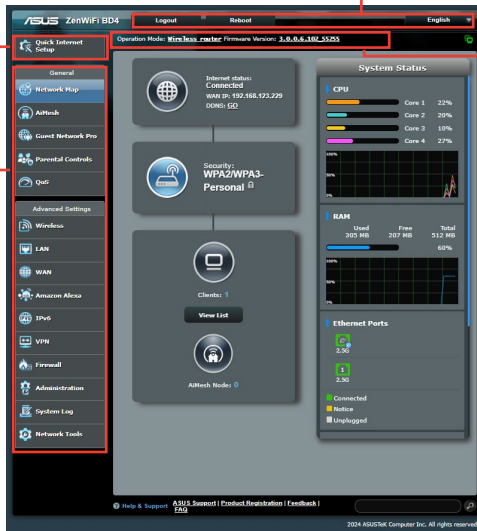 /SUS ZenWiFi BD4
Logout
Reboot
English
Quick Internet
Setup
Operation Mode: Wireless router Firmware Version: 3.0.0.6.102_55255
General
Network Map
AiMesh
Guest Network Pro
Parental Controls
QoS
Advanced Settings
Wireless
LAN
WAN
Amazon Alexa
IPv6
VPN
Firewall
Administration
System Log
Network Tools
Internet status:
Connected
WAN IP: 192.168.123.229
DDNS: GO
Security:
WPA2/WPA3-
Personal
Clients: 1
View List
AiMesh Node: 0
System Status
CPU
Core 1 22%
Core 2 20%
Core 3 10%
Core 4 27%
100%
50%
0%
RAM
Used Free Total
305 MB 207 MB 512 MB
60%
100%
50%
0%
Ethernet Ports
2.5G
1
2.5G
Connected
Notice
Unplugged
Help & Support ASUS Support | Product Registration | Feedback |
FAQ
2024 ASUSTeK Computer Inc. All rights reserved